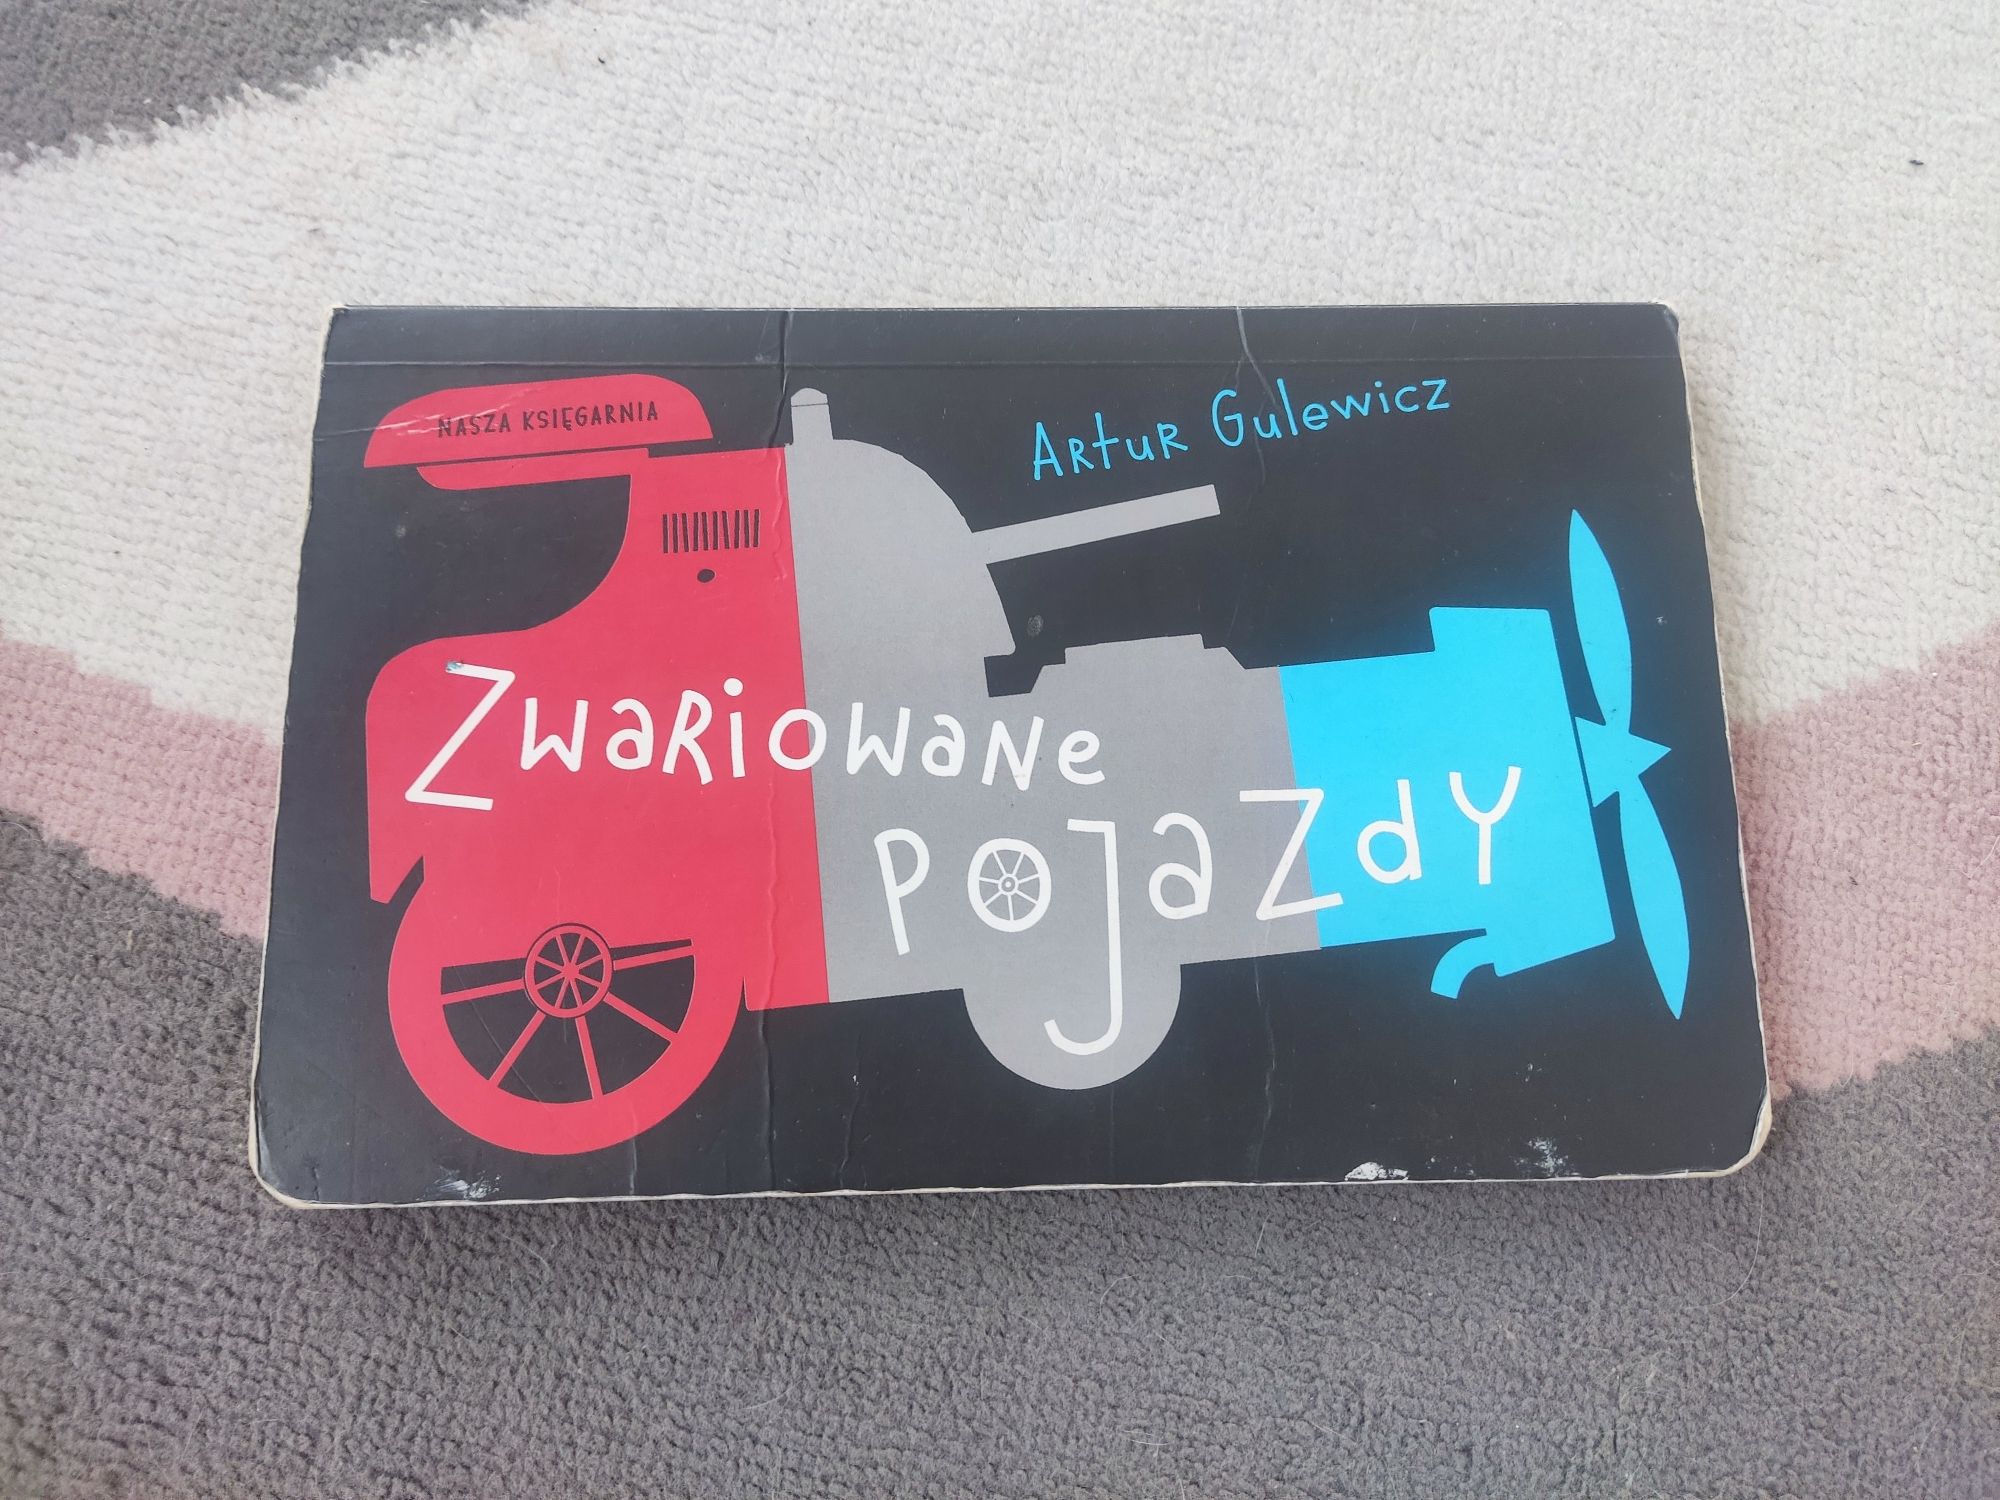 NASZA KSIĘGARNIA
Artur Gulewicz
Zwariowane
pojazdy